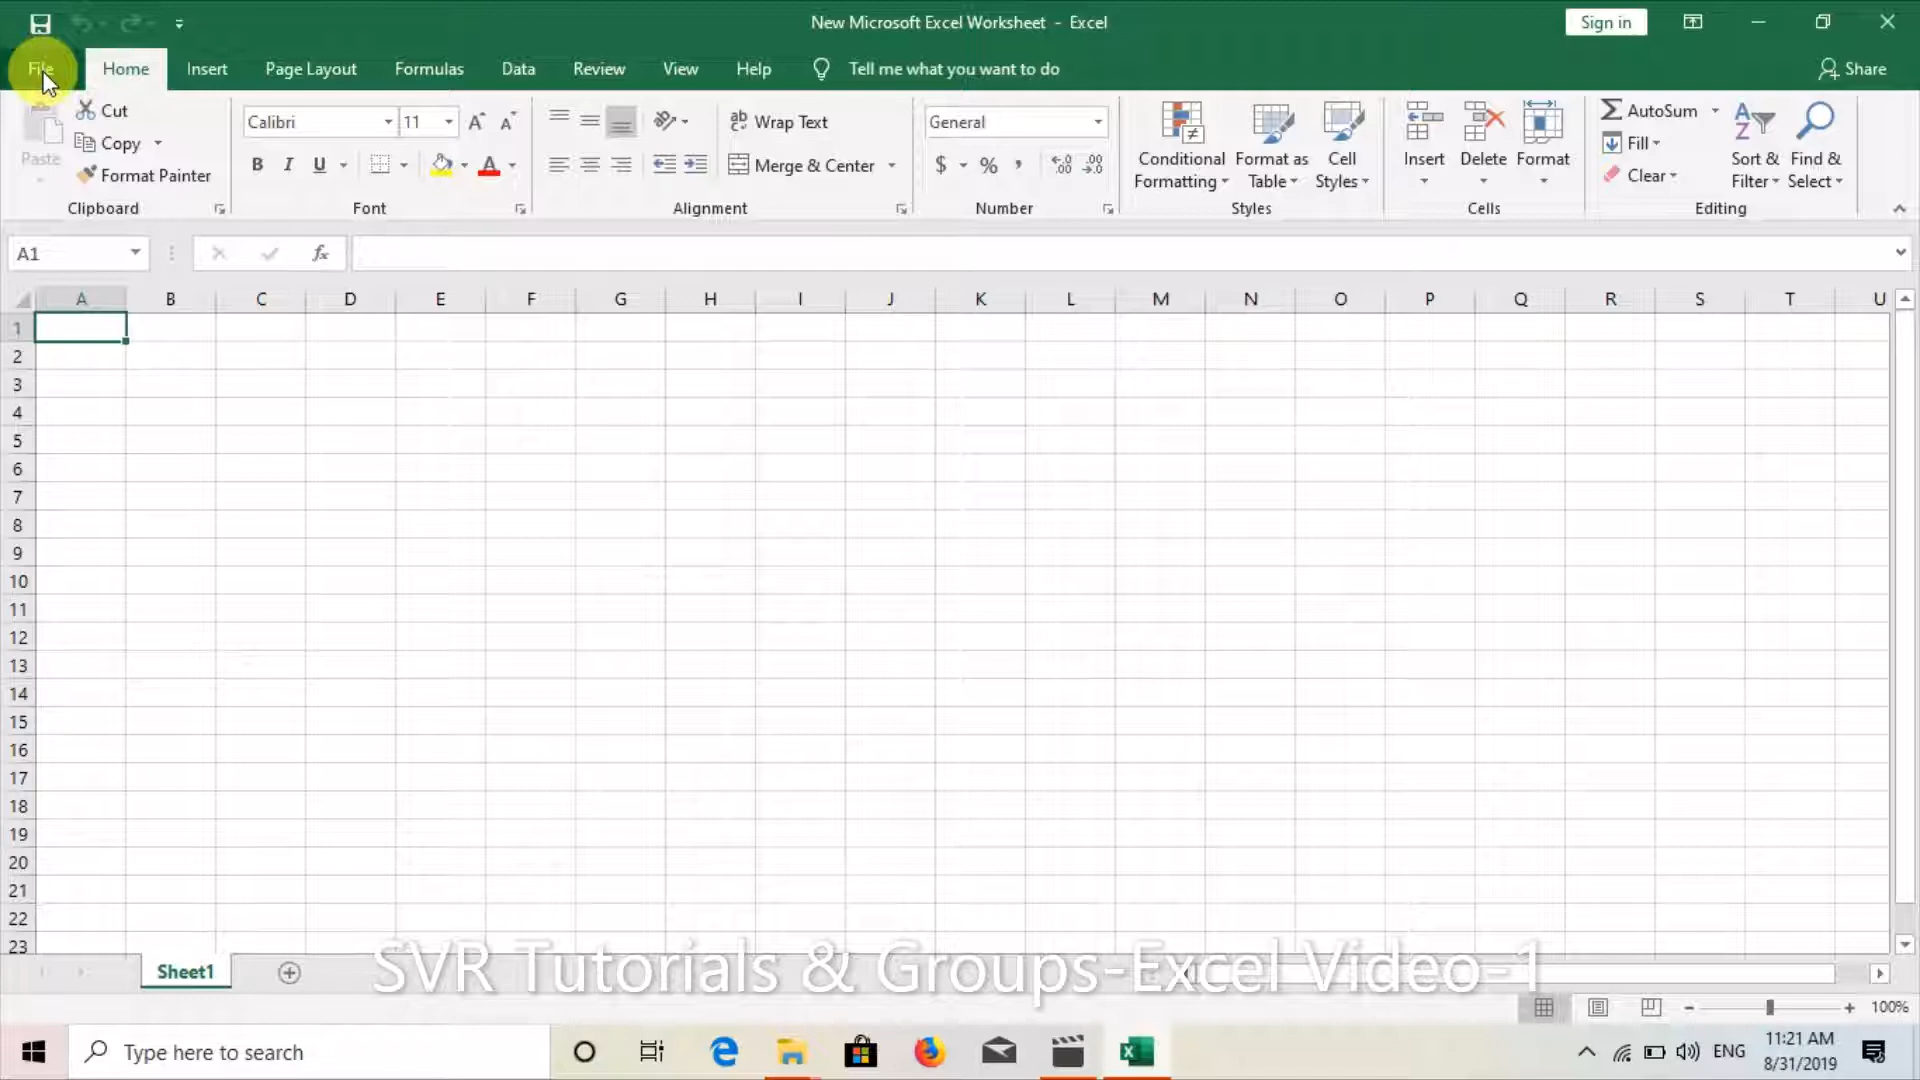 New Microsoft Excel Worksheet - Excel
Sign in
File
Home
Insert
Page Layout
Formulas
Data
Review
View
Help
Tell me what you want to do
Share
Paste
Cut
Copy
Format Painter
Clipboard
Calibri
11
B I U
Font
Wrap Text
Merge & Center
Alignment
General
$ % ,
Number
Conditional
Formatting
Format as
Table
Cell
Styles
Styles
Insert
Delete
Format
Cells
AutoSum
Fill
Clear
Sort &
Filter
Find &
Select
Editing
A1
fx
A B C D E F G H I J K L M N O P Q R S T U
1
2
3
4
5
6
7
8
9
10
11
12
13
14
15
16
17
18
19
20
21
22
23
Sheet1
SVR Tutorials & Groups-Excel Video-1
100%
Type here to search
ENG
11:21 AM
8/31/2019